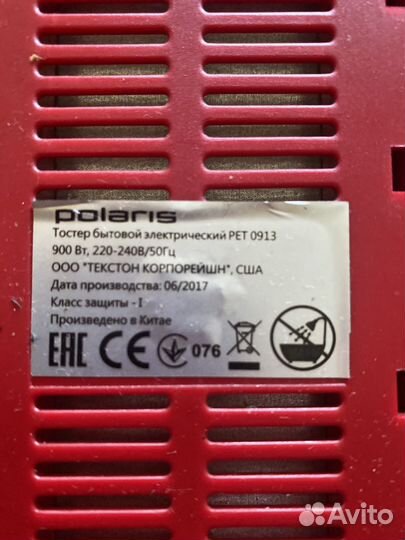 polaris
Тостер бытовой электрический PET 0913
900 Вт, 220-240В/50Гц
ООО "ТЕКСТОН КОРПОРЕЙШН", США
Дата производства: 06/2017
Класс защиты - I
Произведено в Китае
EAC CE 076
Avito